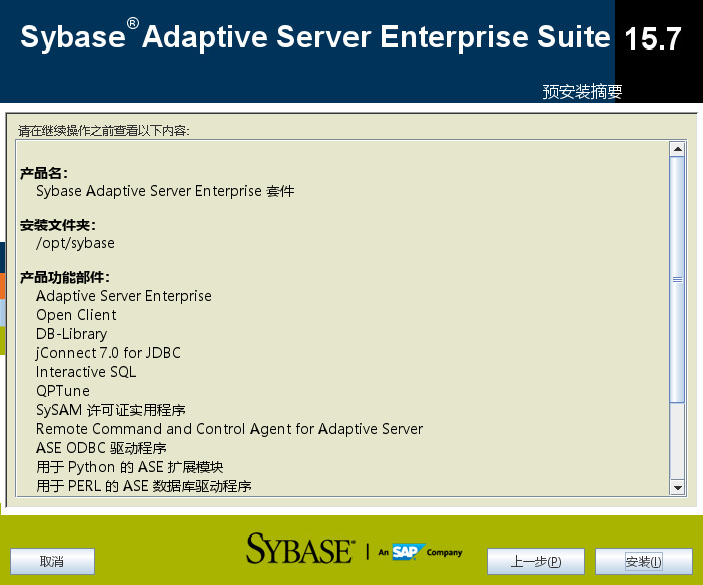 Sybase® Adaptive Server Enterprise Suite 15.7
预安装摘要
请在继续操作之前查看以下内容:
产品名:
Sybase Adaptive Server Enterprise 套件
安装文件夹:
/opt/sybase
产品功能部件:
Adaptive Server Enterprise
Open Client
DB-Library
jConnect 7.0 for JDBC
Interactive SQL
QPTune
SySAM 许可证实用程序
Remote Command and Control Agent for Adaptive Server
ASE ODBC 驱动程序
用于 Python 的 ASE 扩展模块
用于 PERL 的 ASE 数据库驱动程序
SYBASE® | An SAP Company
取消
上一步(P)
安装(I)